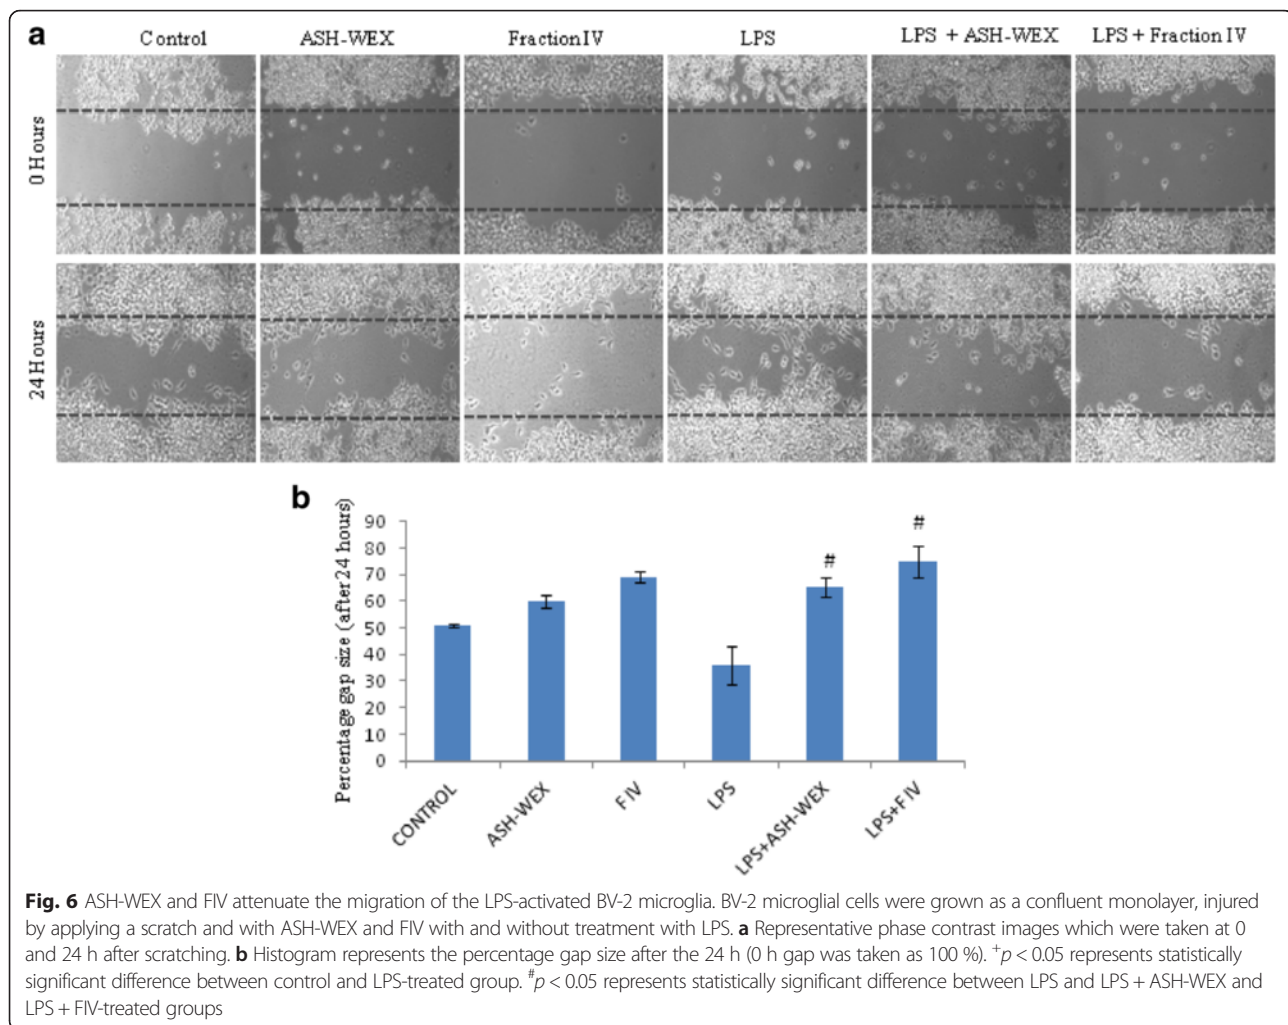 a
Control ASH-WEX Fraction IV LPS LPS + ASH-WEX LPS + Fraction IV
0 Hours
24 Hours
b
Percentage gap size (after 24 hours)
90
80
70
60
50
40
30
20
10
0
#
#
CONTROL
ASH-WEX
FIV
LPS
LPS+ASH-WEX
LPS+FIV
Fig. 6 ASH-WEX and FIV attenuate the migration of the LPS-activated BV-2 microglia. BV-2 microglial cells were grown as a confluent monolayer, injured
by applying a scratch and with ASH-WEX and FIV with and without treatment with LPS. a Representative phase contrast images which were taken at 0
and 24 h after scratching. b Histogram represents the percentage gap size after the 24 h (0 h gap was taken as 100 %). +p < 0.05 represents statistically
significant difference between control and LPS-treated group. #p < 0.05 represents statistically significant difference between LPS and LPS + ASH-WEX and
LPS + FIV-treated groups